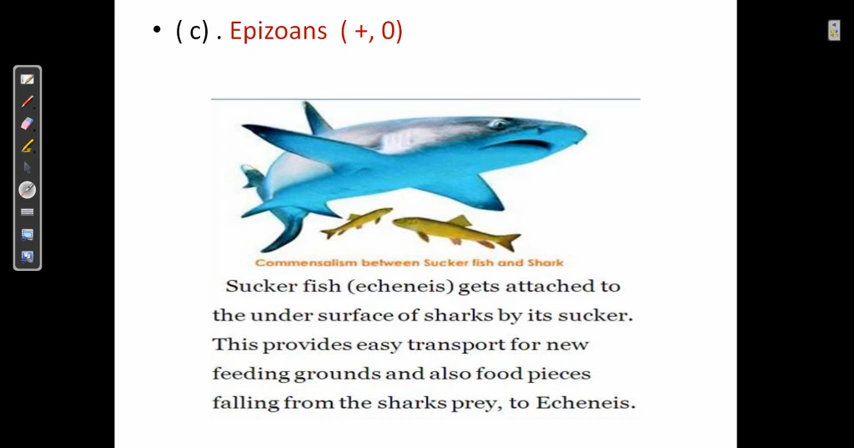 • ( c) . Epizoans ( +, 0)
Commensalism between Sucker fish and Shark
Sucker fish (echeneis) gets attached to
the under surface of sharks by its sucker.
This provides easy transport for new
feeding grounds and also food pieces
falling from the sharks prey, to Echeneis.